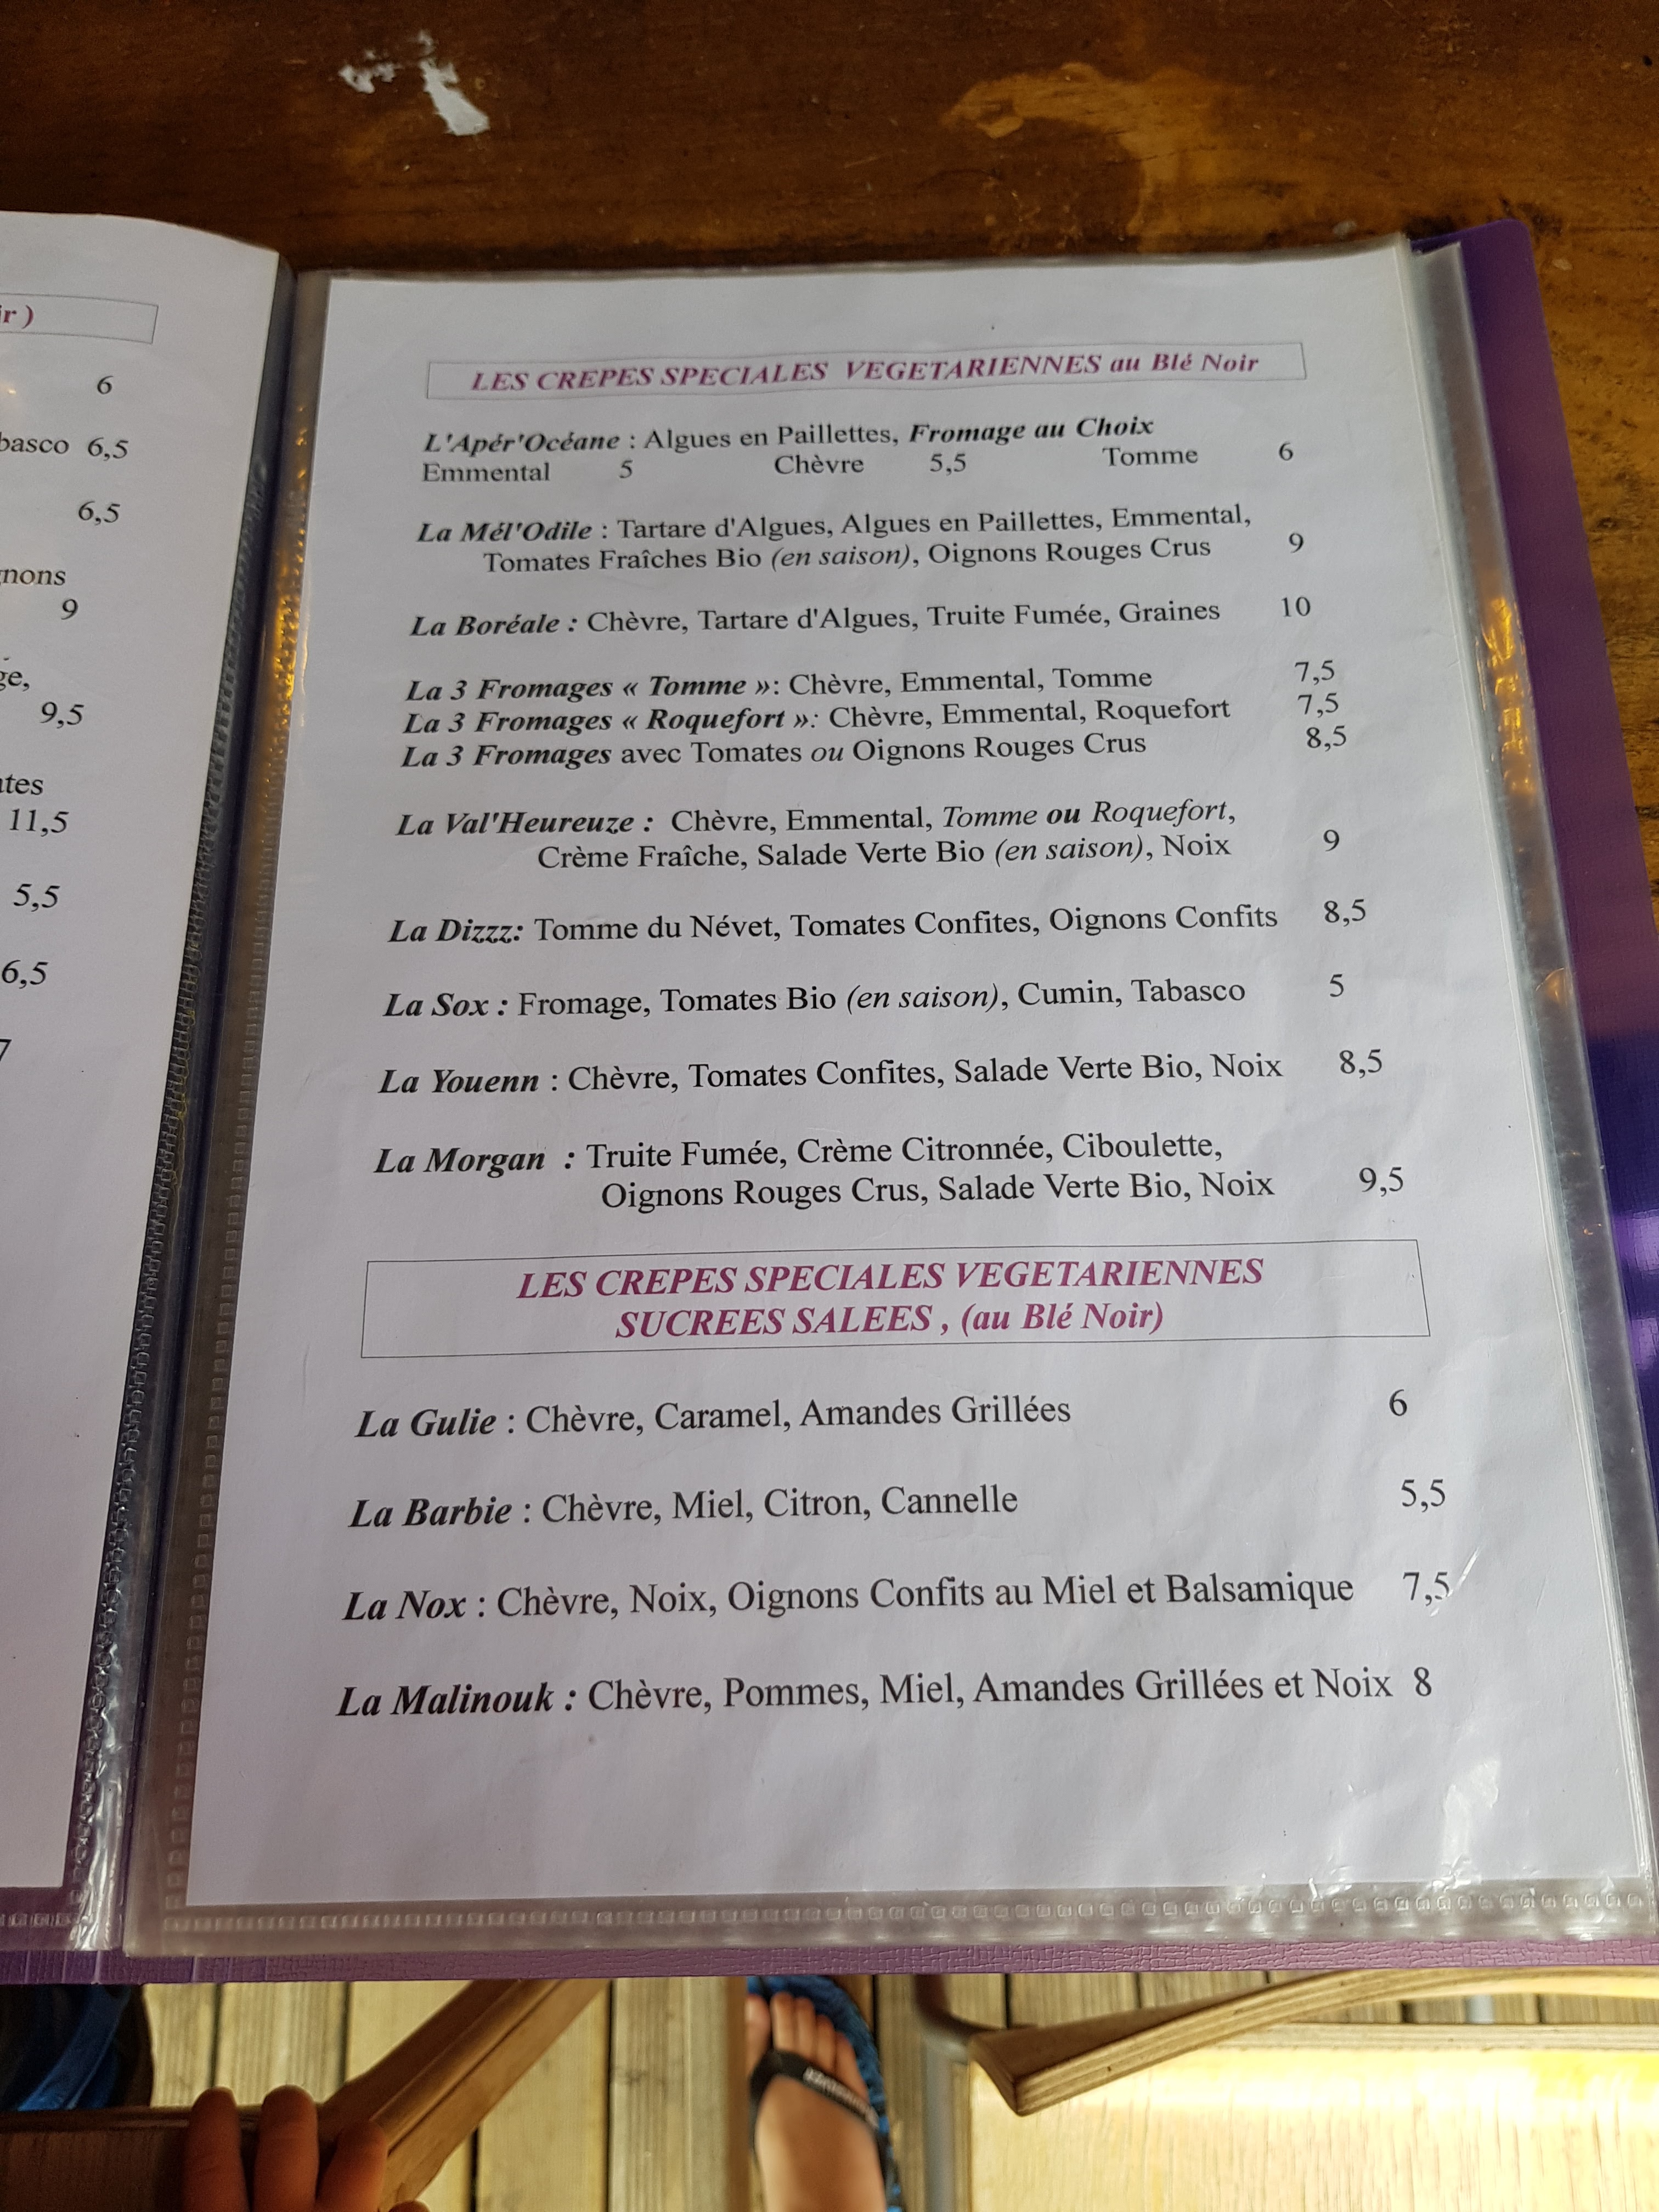 ir )
6
basco 6,5
6,5
gnons
9
ge,
9,5
ates
11,5
5,5
6,5
7
LES CREPES SPECIALES VEGETARIENNES au Blé Noir
L'Apér'Océane : Algues en Paillettes, Fromage au Choix
Emmental 5 Chèvre 5,5 Tomme 6
La Mél'Odile : Tartare d'Algues, Algues en Paillettes, Emmental,
Tomates Fraîches Bio (en saison), Oignons Rouges Crus 9
La Boréale : Chèvre, Tartare d'Algues, Truite Fumée, Graines 10
La 3 Fromages « Tomme »: Chèvre, Emmental, Tomme 7,5
La 3 Fromages « Roquefort »: Chèvre, Emmental, Roquefort 7,5
La 3 Fromages avec Tomates ou Oignons Rouges Crus 8,5
La Val'Heureuze : Chèvre, Emmental, Tomme ou Roquefort,
Crème Fraîche, Salade Verte Bio (en saison), Noix 9
La Dizzz: Tomme du Névet, Tomates Confites, Oignons Confits 8,5
La Sox : Fromage, Tomates Bio (en saison), Cumin, Tabasco 5
La Youenn : Chèvre, Tomates Confites, Salade Verte Bio, Noix 8,5
La Morgan : Truite Fumée, Crème Citronnée, Ciboulette,
Oignons Rouges Crus, Salade Verte Bio, Noix 9,5
LES CREPES SPECIALES VEGETARIENNES
SUCREES SALEES , (au Blé Noir)
La Gulie : Chèvre, Caramel, Amandes Grillées 6
La Barbie : Chèvre, Miel, Citron, Cannelle 5,5
La Nox : Chèvre, Noix, Oignons Confits au Miel et Balsamique 7,5
La Malinouk : Chèvre, Pommes, Miel, Amandes Grillées et Noix 8